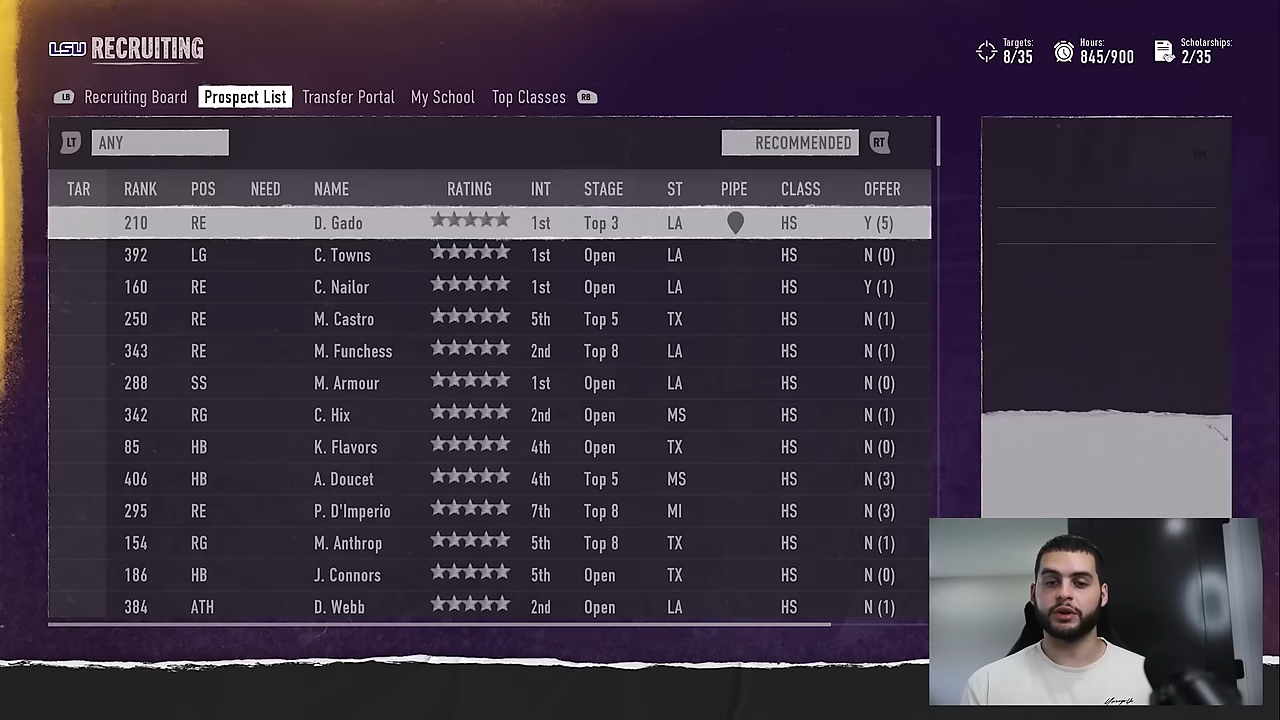 LSU RECRUITING
Targets: 8/35
Hours: 845/900
Scholarships: 2/35
LB Recruiting Board Prospect List Transfer Portal My School Top Classes RB
LT ANY RECOMMENDED RT
TAR RANK POS NEED NAME RATING INT STAGE ST PIPE CLASS OFFER
210 RE D. Gado 1st Top 3 LA HS Y (5)
392 LG C. Towns 1st Open LA HS N (0)
160 RE C. Nailor 1st Open LA HS Y (1)
250 RE M. Castro 5th Top 5 TX HS N (1)
343 RE M. Funchess 2nd Top 8 LA HS N (1)
288 SS M. Armour 1st Open LA HS N (0)
342 RG C. Hix 2nd Open MS HS N (1)
85 HB K. Flavors 4th Open TX HS N (0)
406 HB A. Doucet 4th Top 5 MS HS N (3)
295 RE P. D'Imperio 7th Top 8 MI HS N (3)
154 RG M. Anthrop 5th Top 8 TX HS N (1)
186 HB J. Connors 5th Open TX HS N (0)
384 ATH D. Webb 2nd Open LA HS N (1)